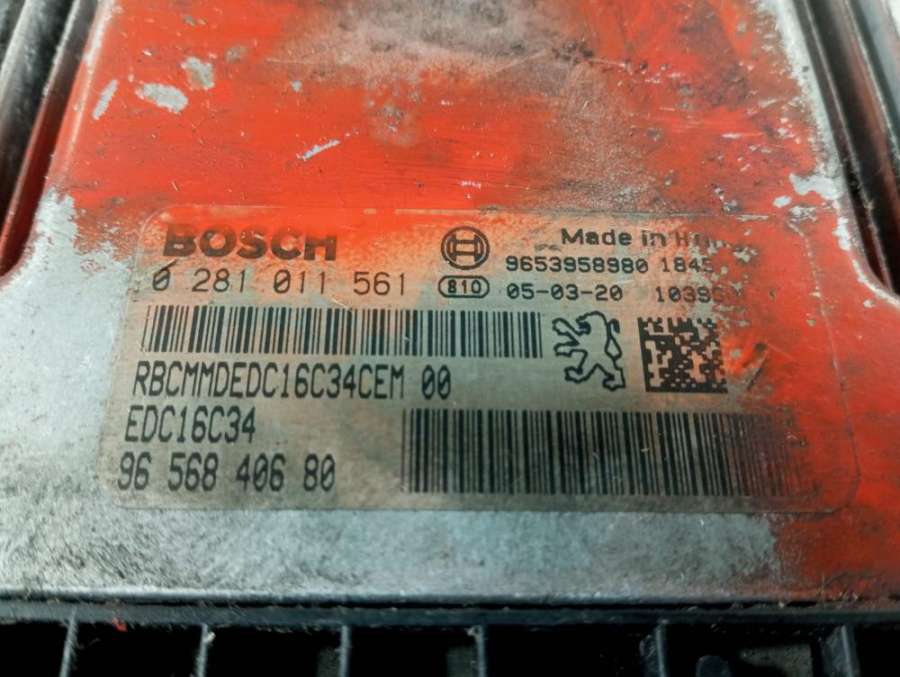 BOSCH
Made in
9653958980
0 281 011 561
810 05-03-20
RBCMMDEDC16C34CEM 00
EDC16C34
96 568 406 80